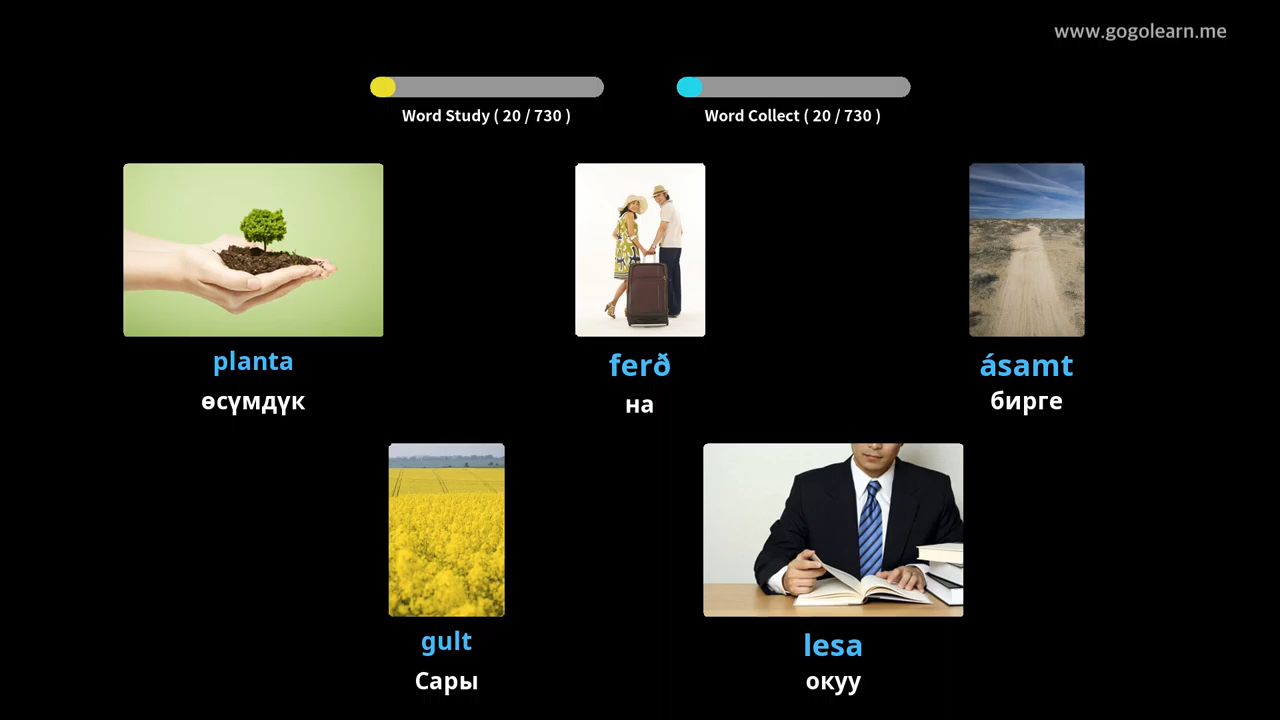 www.gogolearn.me
Word Study ( 20 / 730 )
Word Collect ( 20 / 730 )
planta
өсүмдүк
ferð
на
ásamt
бирге
gult
Сары
lesa
окуу